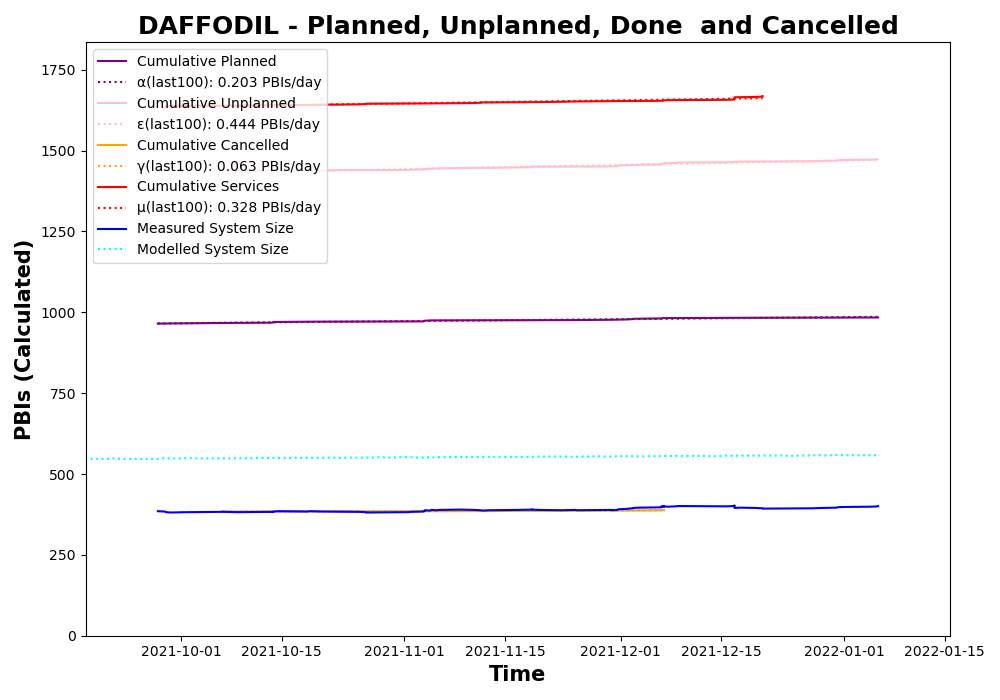 DAFFODIL - Planned, Unplanned, Done  and Cancelled
Cumulative Planned
α(last100): 0.203 PBIs/day
Cumulative Unplanned
ε(last100): 0.444 PBIs/day
Cumulative Cancelled
γ(last100): 0.063 PBIs/day
Cumulative Services
μ(last100): 0.328 PBIs/day
Measured System Size
Modelled System Size
PBIs (Calculated)
1750
1500
1250
1000
750
500
250
0
2021-10-01
2021-10-15
2021-11-01
2021-11-15
2021-12-01
2021-12-15
2022-01-01
2022-01-15
Time